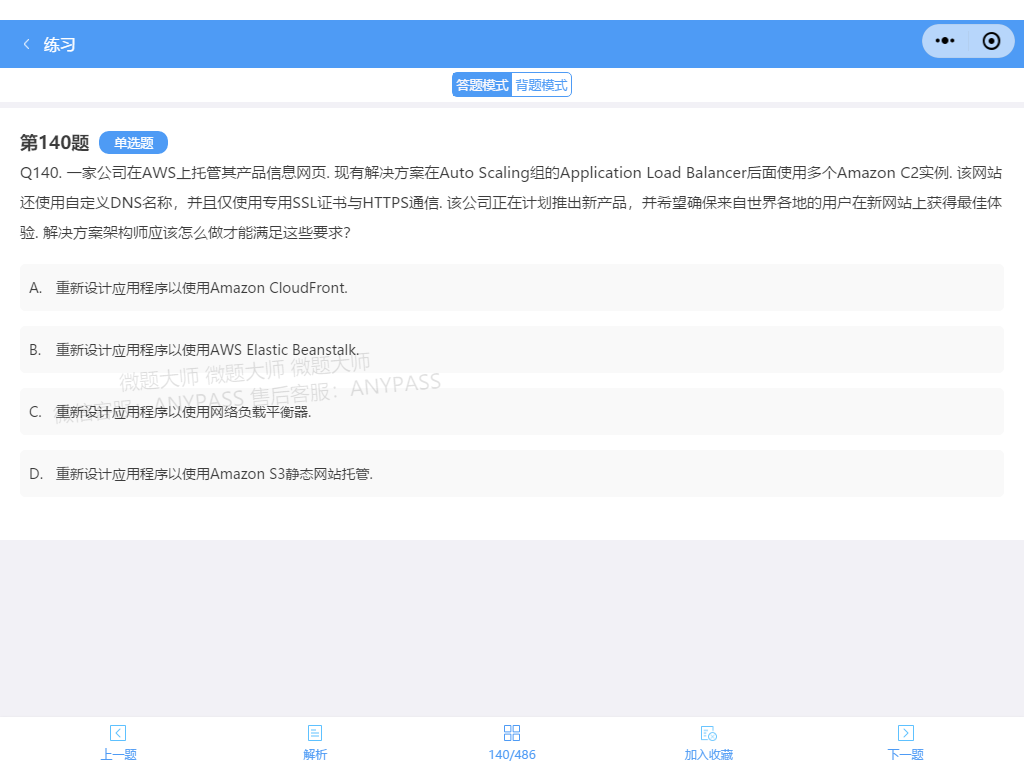 练习
答题模式 背题模式
第140题 单选题
Q140. 一家公司在AWS上托管其产品信息网页. 现有解决方案在Auto Scaling组的Application Load Balancer后面使用多个Amazon C2实例. 该网站
还使用自定义DNS名称，并且仅使用专用SSL证书与HTTPS通信. 该公司正在计划推出新产品，并希望确保来自世界各地的用户在新网站上获得最佳体
验. 解决方案架构师应该怎么做才能满足这些要求？
A. 重新设计应用程序以使用Amazon CloudFront.
B. 重新设计应用程序以使用AWS Elastic Beanstalk.
微题大师 微题大师 微题大师
微信客服：ANYPASS 售后客服：ANYPASS
C. 重新设计应用程序以使用网络负载平衡器.
D. 重新设计应用程序以使用Amazon S3静态网站托管.
上一题 解析 140/486 加入收藏 下一题